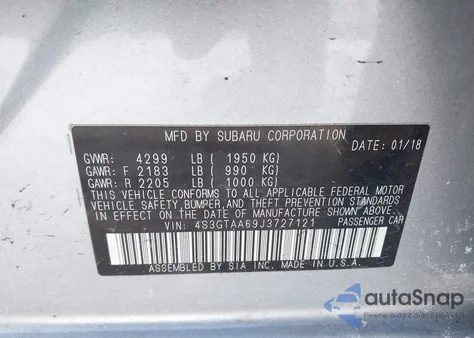 MFD BY SUBARU CORPORATION DATE: 01/18
GVWR: 4299 LB ( 1950 KG)
GAWR: F 2183 LB ( 990 KG)
GAWR: R 2205 LB ( 1000 KG)
THIS VEHICLE CONFORMS TO ALL APPLICABLE FEDERAL MOTOR
VEHICLE SAFETY, BUMPER, AND THEFT PREVENTION STANDARDS
IN EFFECT ON THE DATE OF MANUFACTURE SHOWN ABOVE.
VIN: 4S3GTAA69J3727121 PASSENGER CAR
ASSEMBLED BY SIA INC. MADE IN U.S.A.
autoSnap